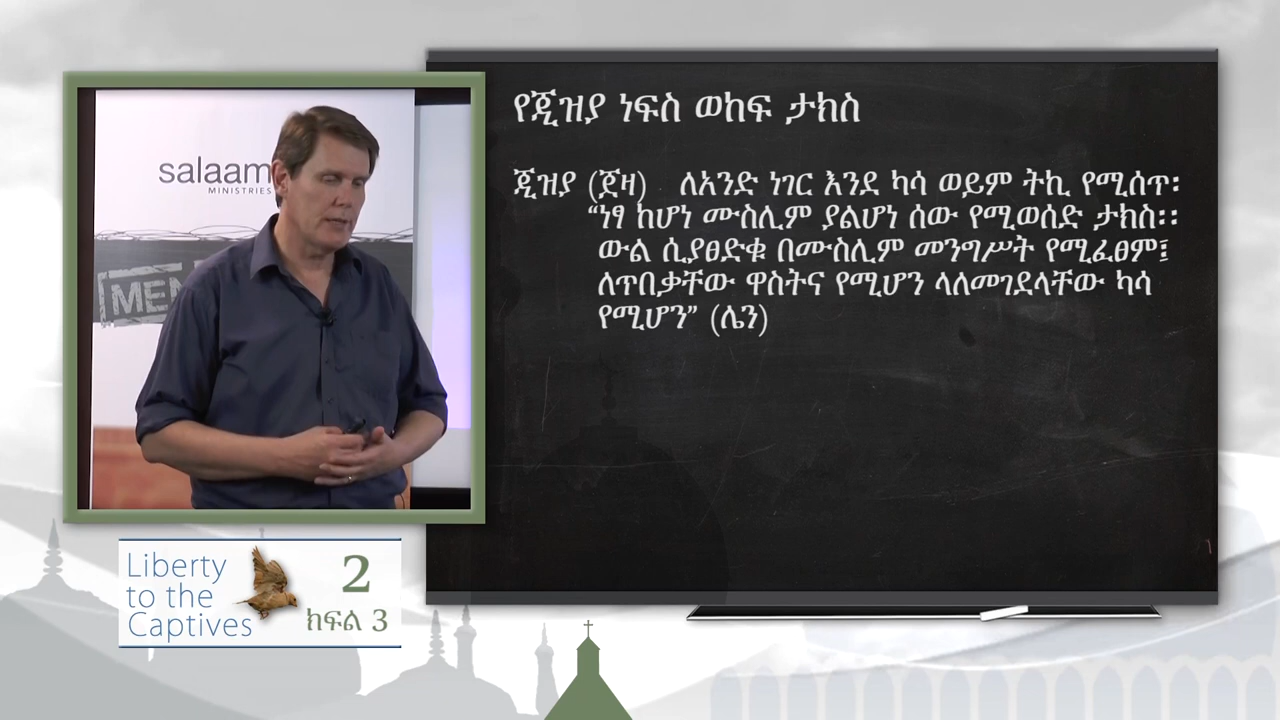 salaam
MINISTRIES
MEN
የጂዝያ ነፍስ ወከፍ ታክስ
ጂዝያ (ጀዛ) ለአንድ ነገር እንደ ካሳ ወይም ትኪ የሚሰጥ፡
“ነፃ ከሆነ ሙስሊም ያልሆነ ሰው የሚወሰድ ታክስ፡፡
ውል ሲያፀድቁ በሙስሊም መንግሥት የሚፈፀም፤
ለጥበቃቸው ዋስትና የሚሆን ላለመገደላቸው ካሳ
የሚሆን” (ሌን)
Liberty
to the
Captives
2
ክፍል 3